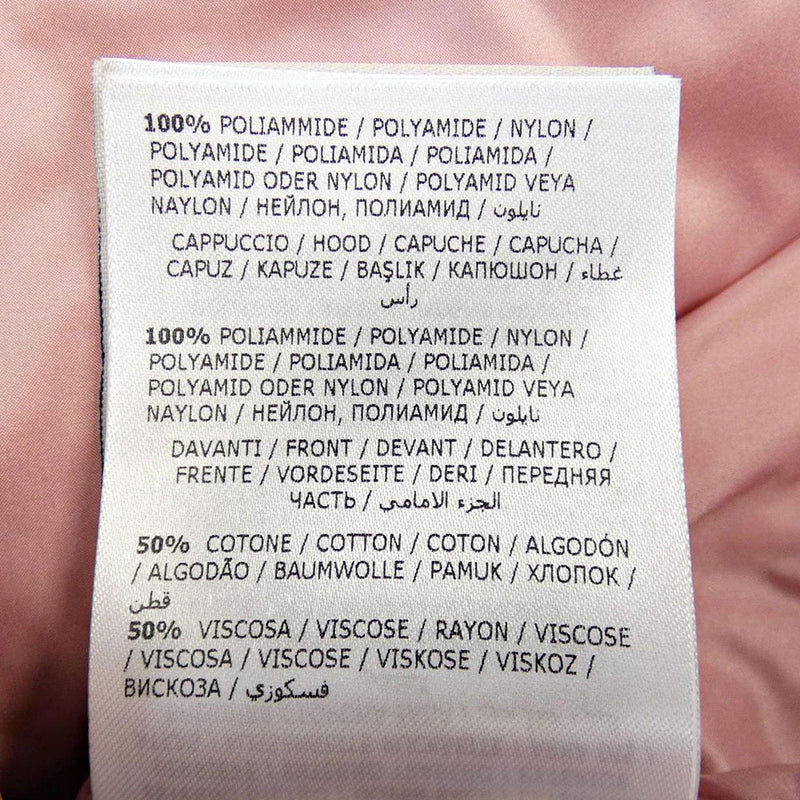 100% POLIAMMIDE / POLYAMIDE / NYLON /
POLYAMIDE / POLIAMIDA / POLIAMIDA /
POLYAMID ODER NYLON / POLYAMID VEYA
NAYLON / НЕЙЛОН, ПОЛИАМИД / نايلون
CAPPUCCIO / HOOD / CAPUCHE / CAPUCHA /
CAPUZ / KAPUZE / BAŞLIK / КАПЮШОН / غطاء
رأس
100% POLIAMMIDE / POLYAMIDE / NYLON /
POLYAMIDE / POLIAMIDA / POLIAMIDA /
POLYAMID ODER NYLON / POLYAMID VEYA
NAYLON / НЕЙЛОН, ПОЛИАМИД / نايلون
DAVANTI / FRONT / DEVANT / DELANTERO /
FRENTE / VORDESEITE / DERI / ПЕРЕДНЯЯ
ЧАСТЬ / الجزء الامامي
50% COTONE / COTTON / COTON / ALGODÓN
/ ALGODÃO / BAUMWOLLE / PAMUK / ХЛОПОК /
قطن
50% VISCOSA / VISCOSE / RAYON / VISCOSE
/ VISCOSA / VISCOSE / VISKOSE / VISKOZ /
ВИСКОЗА / فسكوزي